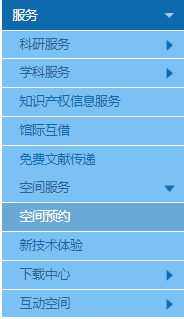 服务
科研服务
学科服务
知识产权信息服务
馆际互借
免费文献传递
空间服务
空间预约
新技术体验
下载中心
互动空间